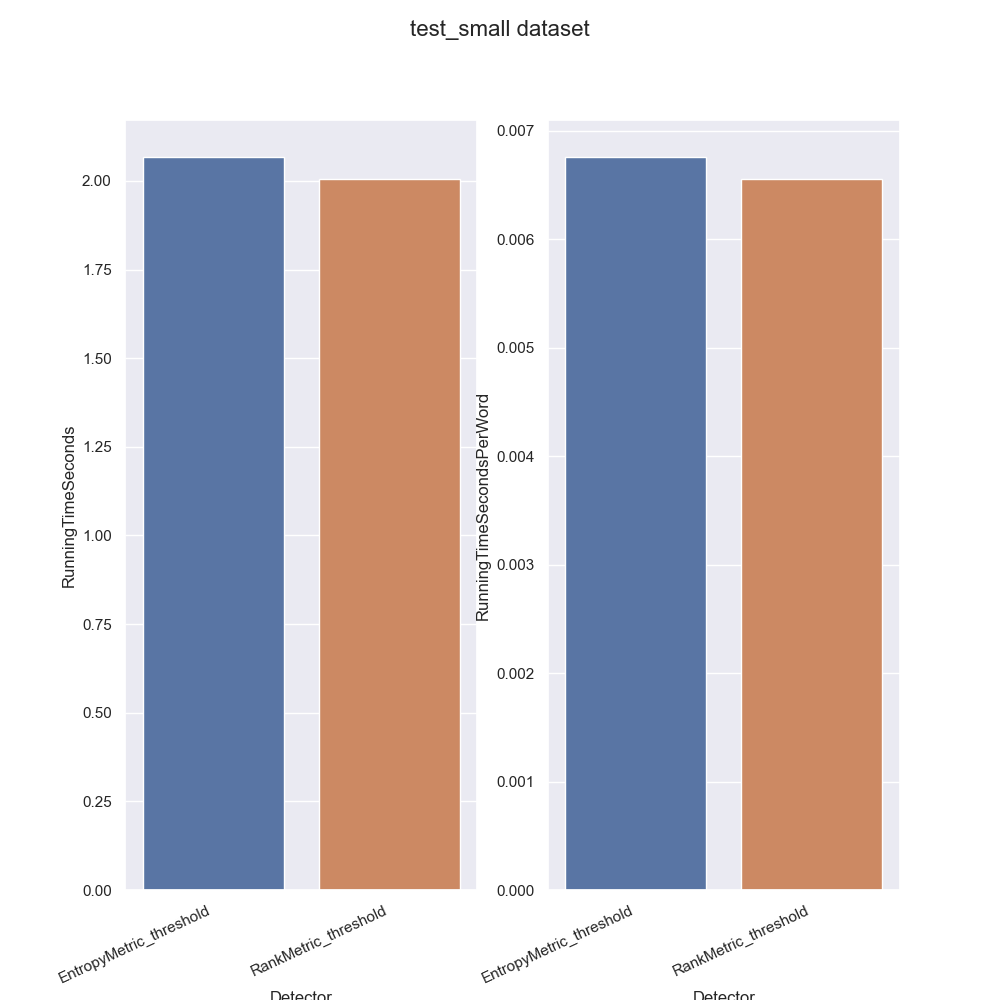 test_small dataset
RunningTimeSeconds
2.00
1.75
1.50
1.25
1.00
0.75
0.50
0.25
0.00
EntropyMetric_threshold
RankMetric_threshold
Detector
RunningTimeSecondsPerWord
0.007
0.006
0.005
0.004
0.003
0.002
0.001
0.000
EntropyMetric_threshold
RankMetric_threshold
Detector